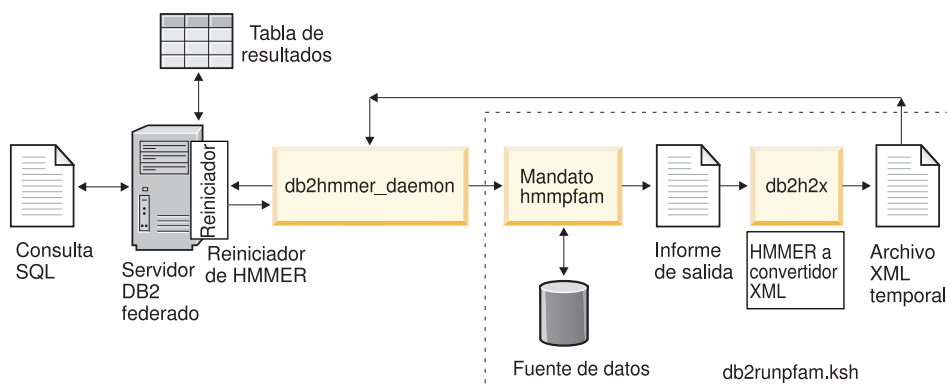 Tabla de
resultados
Reiniciador
db2hmmer_daemon
Mandato
hmmpfam
db2h2x
Consulta
SQL
Servidor
DB2
federado
Reiniciador
de HMMER
Informe
de salida
HMMER a
convertidor
XML
Archivo
XML
temporal
Fuente de datos
db2runpfam.ksh